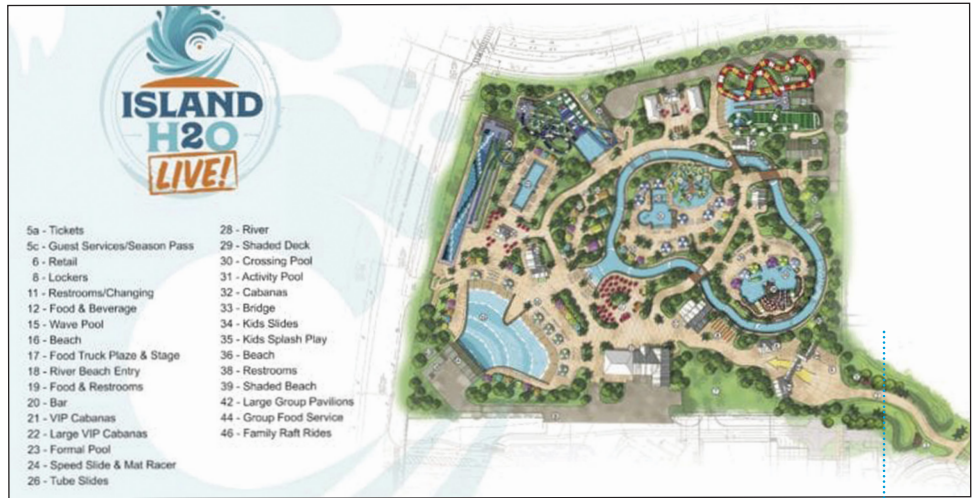 ISLAND
H2O
LIVE!
5a - Tickets
5c - Guest Services/Season Pass
6 - Retail
8 - Lockers
11 - Restrooms/Changing
12 - Food & Beverage
15 - Wave Pool
16 - Beach
17 - Food Truck Plaze & Stage
18 - River Beach Entry
19 - Food & Restrooms
20 - Bar
21 - VIP Cabanas
22 - Large VIP Cabanas
23 - Formal Pool
24 - Speed Slide & Mat Racer
26 - Tube Slides
28 - River
29 - Shaded Deck
30 - Crossing Pool
31 - Activity Pool
32 - Cabanas
33 - Bridge
34 - Kids Slides
35 - Kids Splash Play
36 - Beach
38 - Restrooms
39 - Shaded Beach
42 - Large Group Pavilions
44 - Group Food Service
46 - Family Raft Rides